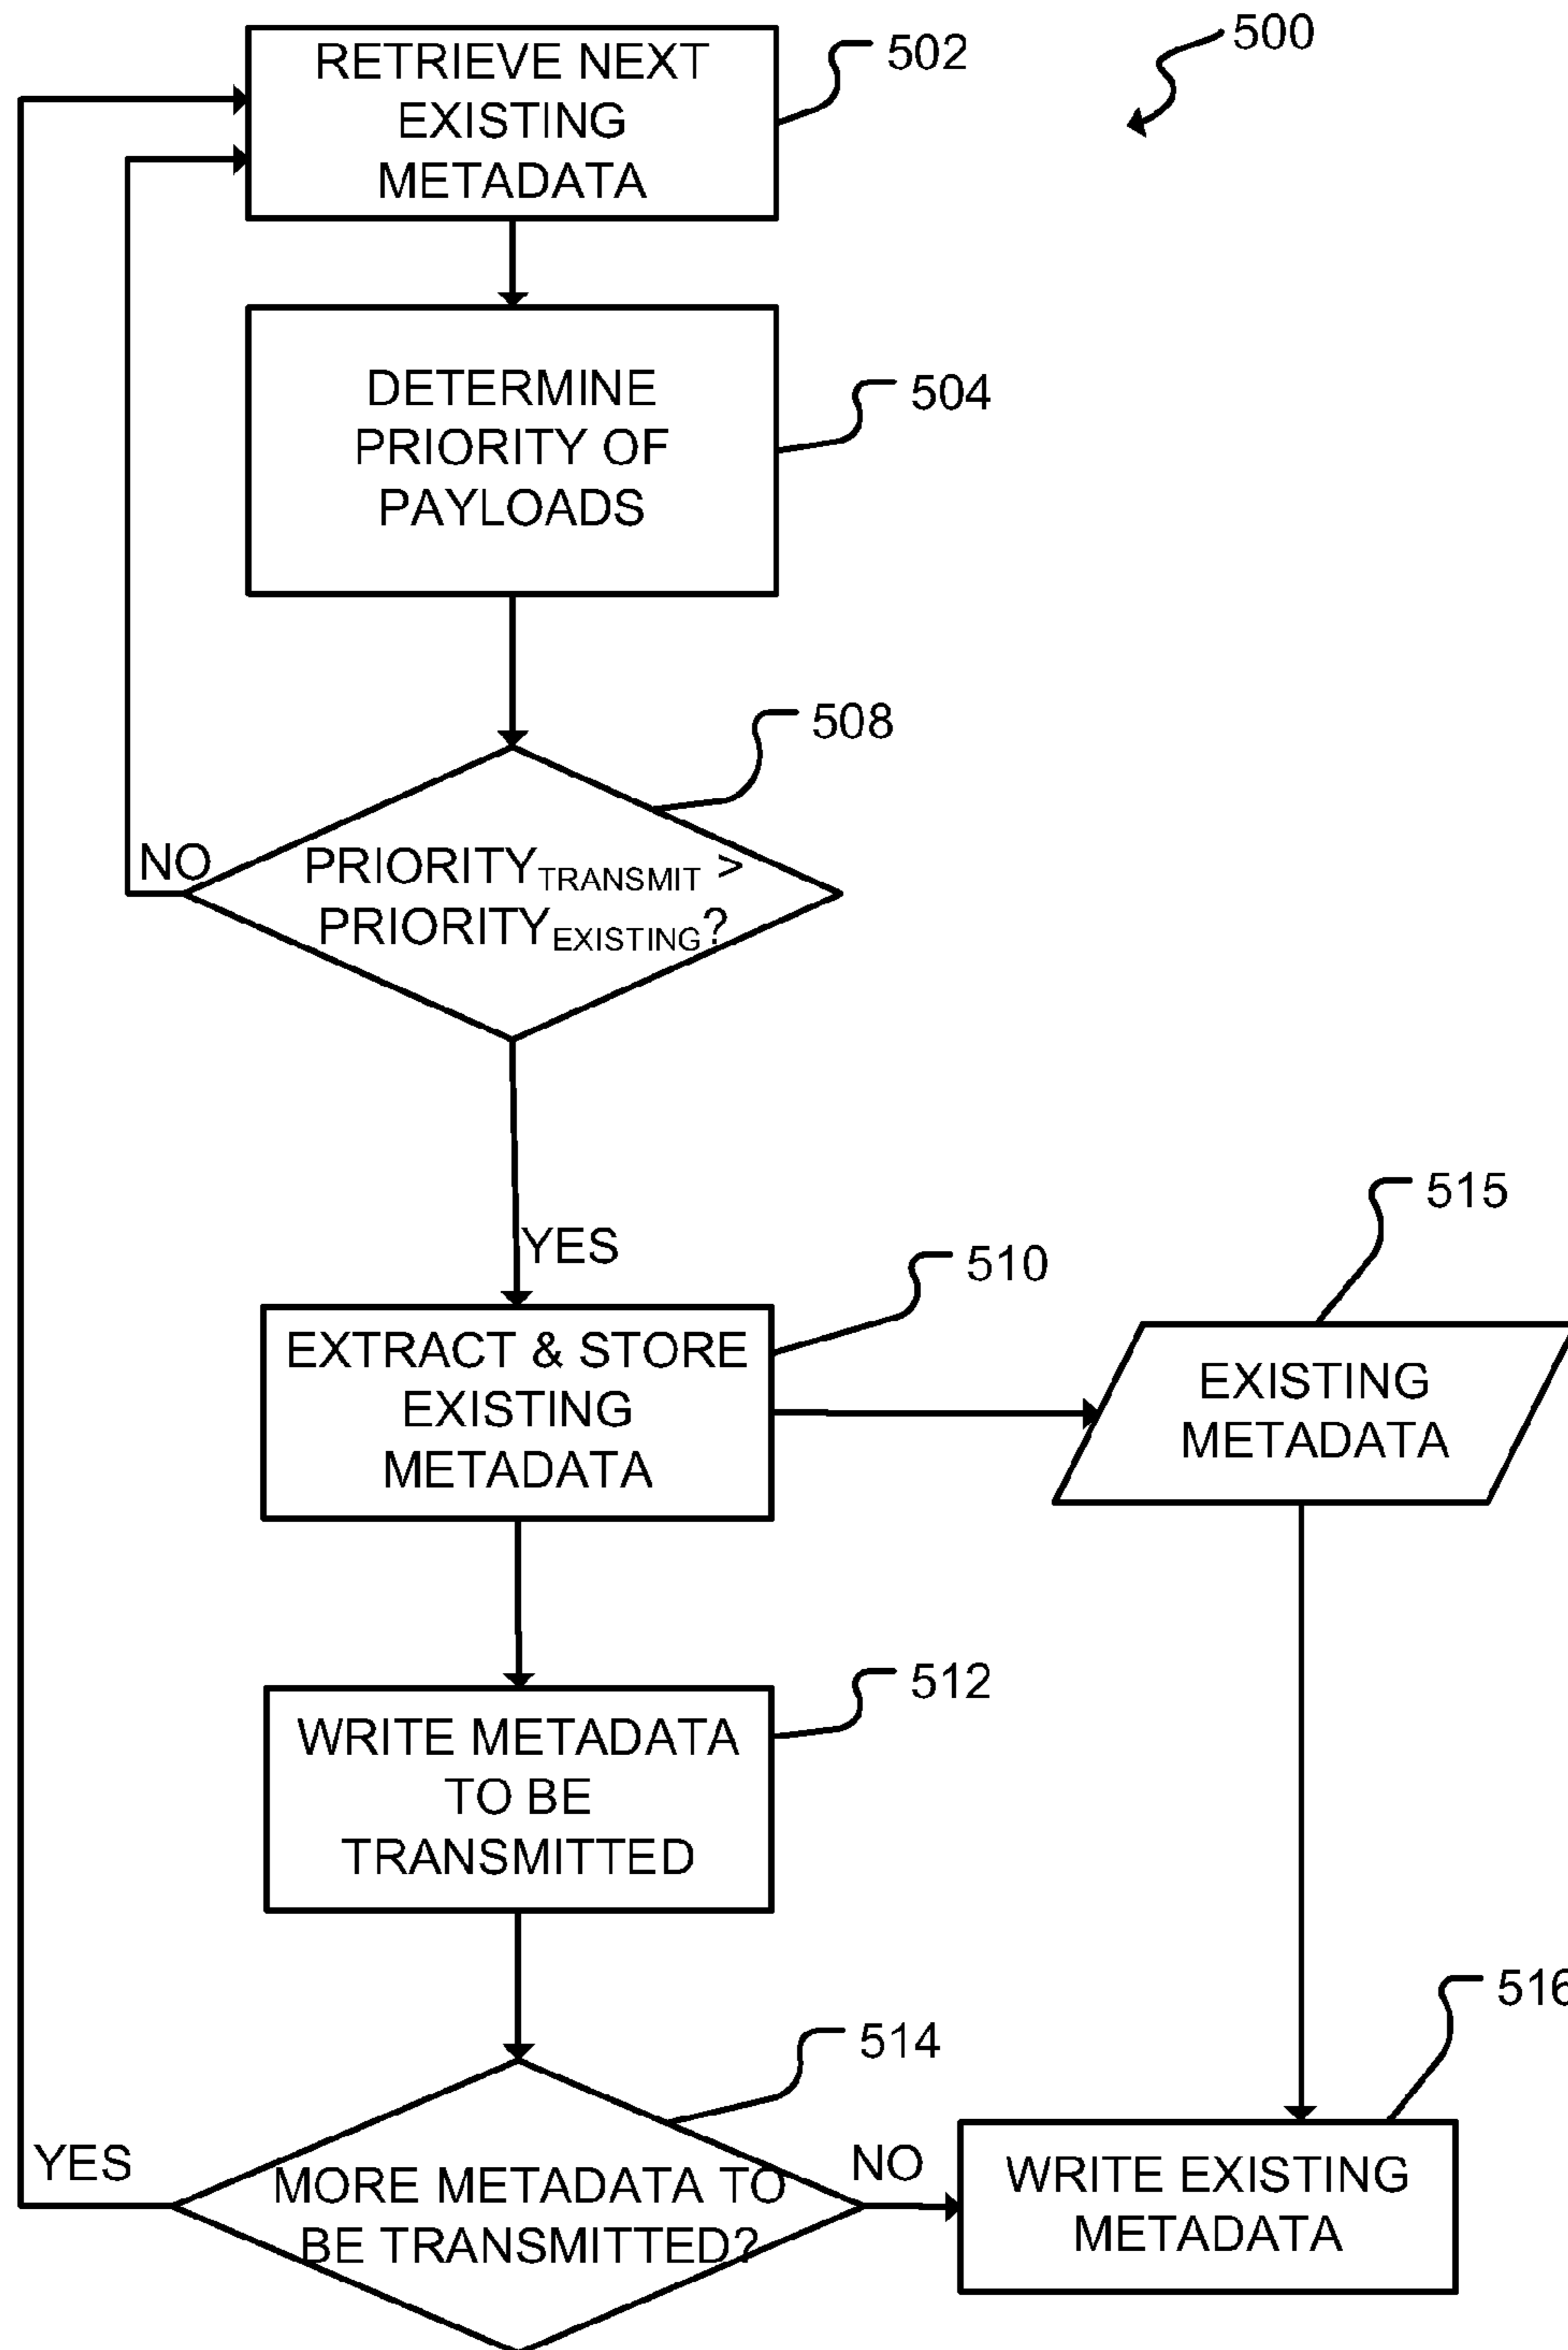 500
RETRIEVE NEXT
EXISTING
METADATA
502
DETERMINE
PRIORITY OF
PAYLOADS
504
508
NO
PRIORITYTRANSMIT >
PRIORITYEXISTING?
YES
515
510
EXTRACT & STORE
EXISTING
METADATA
EXISTING
METADATA
512
WRITE METADATA
TO BE
TRANSMITTED
516
514
YES
MORE METADATA TO
BE TRANSMITTED?
NO
WRITE EXISTING
METADATA